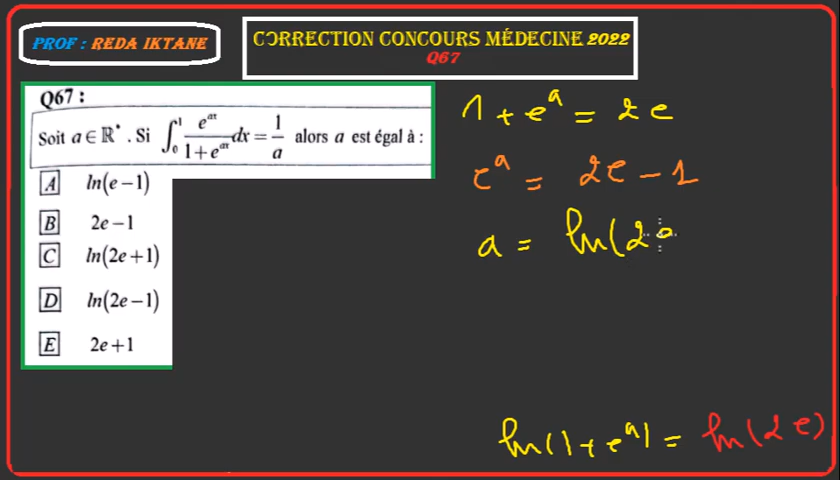 PROF : REDA IKTANE
CORRECTION CONCOURS MÉDECINE 2022
Q67
Q67 :
Soit a ∈ ℝ* . Si ∫₀¹ e^{ax}/(1+e^{ax}) dx = 1/a alors a est égal à :
A ln(e−1)
B 2e−1
C ln(2e+1)
D ln(2e−1)
E 2e+1
1 + e^a = 2e
e^a = 2e − 1
a = ln(2e
ln(1+e^a) = ln(2e)